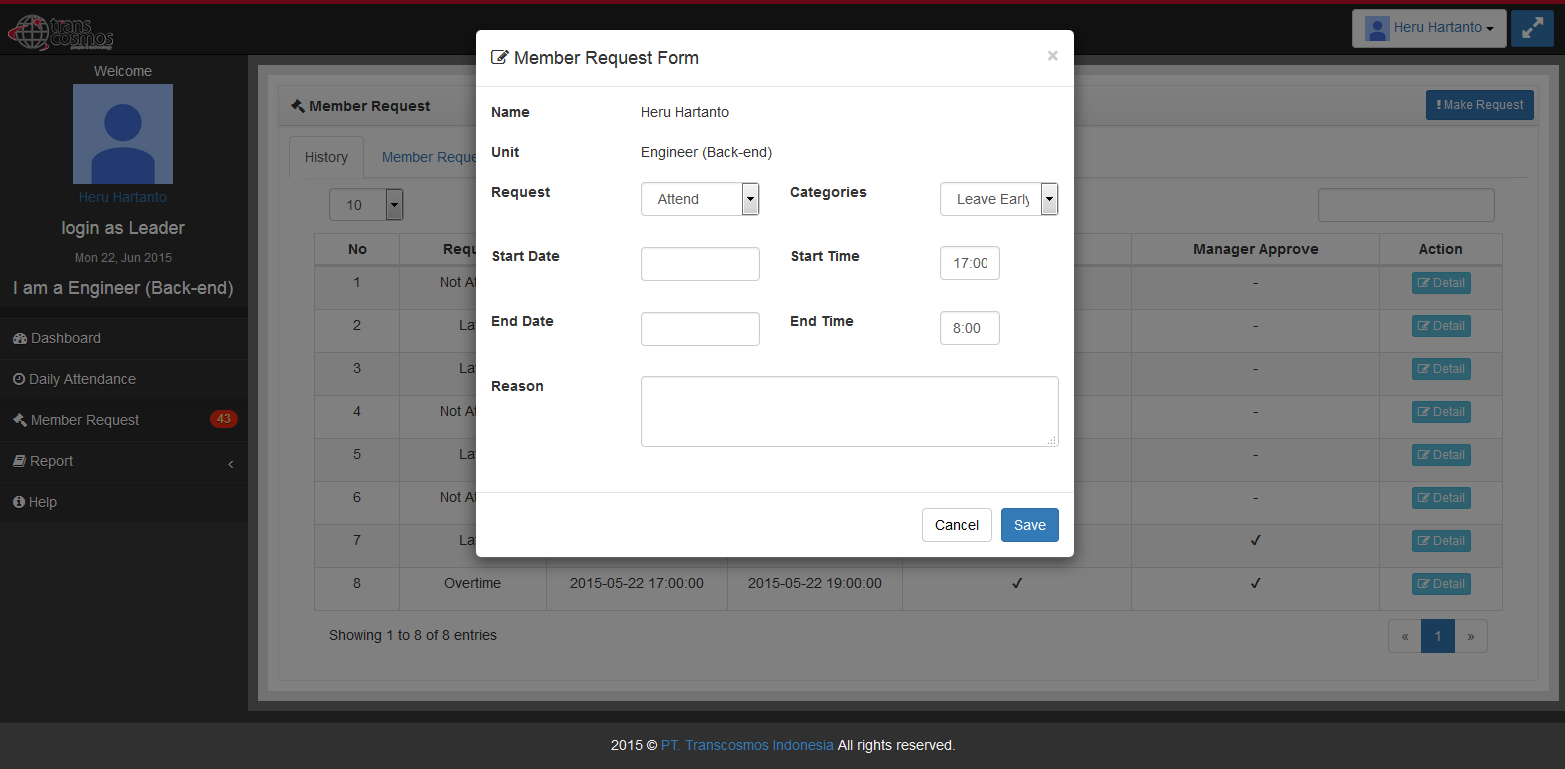 trans
cosmos
Heru Hartanto
Welcome
Heru Hartanto
login as Leader
Mon 22, Jun 2015
I am a Engineer (Back-end)
Dashboard
Daily Attendance
Member Request 43
Report
Help
Member Request
Make Request
History Member Reque
10
No Requ Manager Approve Action
1 Not At - Detail
2 La - Detail
3 La - Detail
4 Not At - Detail
5 La - Detail
6 Not At - Detail
7 La ✓ Detail
8 Overtime 2015-05-22 17:00:00 2015-05-22 19:00:00 ✓ ✓ Detail
Showing 1 to 8 of 8 entries
« 1 »
Member Request Form ×
Name Heru Hartanto
Unit Engineer (Back-end)
Request Attend Categories Leave Early
Start Date Start Time 17:00
End Date End Time 8:00
Reason
Cancel Save
2015 © PT. Transcosmos Indonesia All rights reserved.